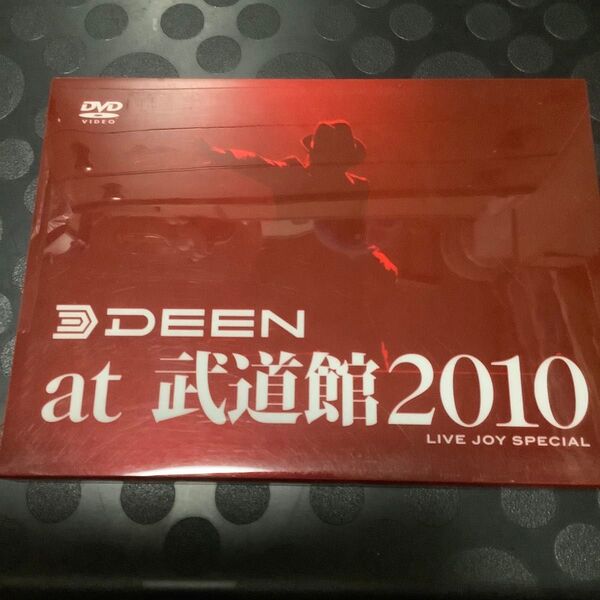 DVD
VIDEO
DEEN
at 武道館2010
LIVE JOY SPECIAL